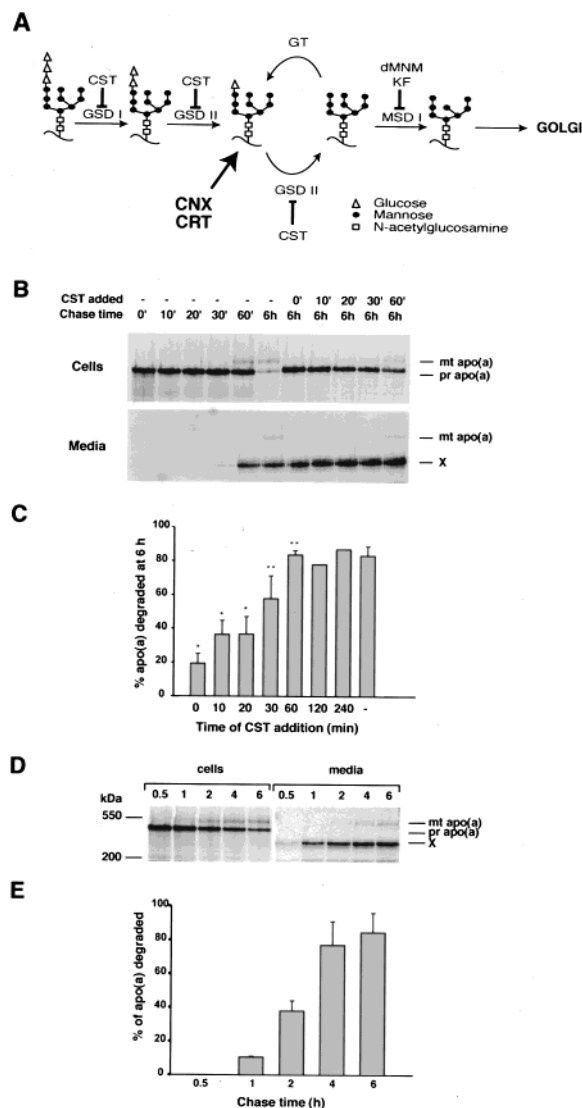 A
GT
CST
CST
dMNM
KF
GSD I
GSD II
MSD I
GOLGI
GSD II
CST
CNX
CRT
Glucose
Mannose
N-acetylglucosamine
B
CST added - - - - - - 0' 10' 20' 30' 60'
Chase time 0' 10' 20' 30' 60' 6h 6h 6h 6h 6h 6h
Cells
mt apo(a)
pr apo(a)
Media
mt apo(a)
X
C
% apo(a) degraded at 6 h
100
80
60
40
20
0
* * * ** **
0 10 20 30 60 120 240 -
Time of CST addition (min)
D
cells media
kDa 0.5 1 2 4 6 0.5 1 2 4 6
550
200
mt apo(a)
pr apo(a)
X
E
% of apo(a) degraded
100
80
60
40
20
0
0.5 1 2 4 6
Chase time (h)